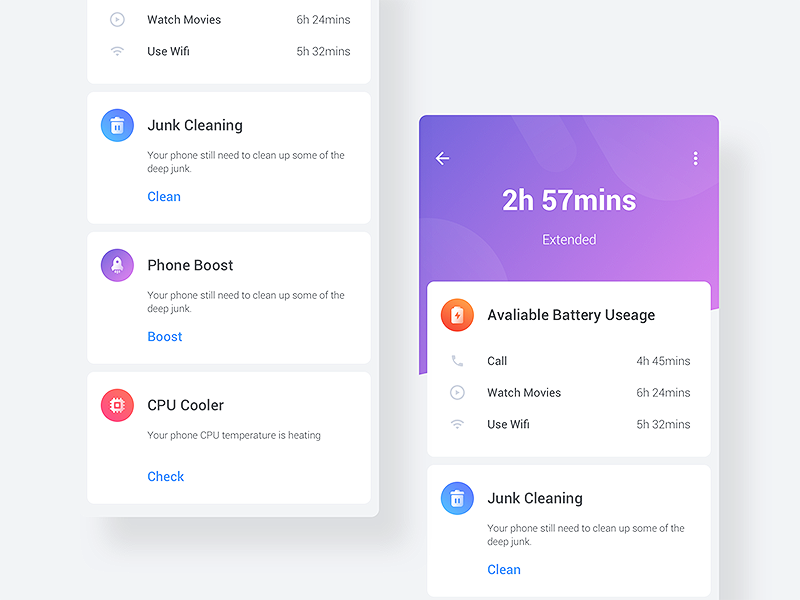 Watch Movies 6h 24mins
Use Wifi 5h 32mins
Junk Cleaning
Your phone still need to clean up some of the
deep junk.
Clean
Phone Boost
Your phone still need to clean up some of the
deep junk.
Boost
CPU Cooler
Your phone CPU temperature is heating
Check
2h 57mins
Extended
Avaliable Battery Useage
Call 4h 45mins
Watch Movies 6h 24mins
Use Wifi 5h 32mins
Junk Cleaning
Your phone still need to clean up some of the
deep junk.
Clean